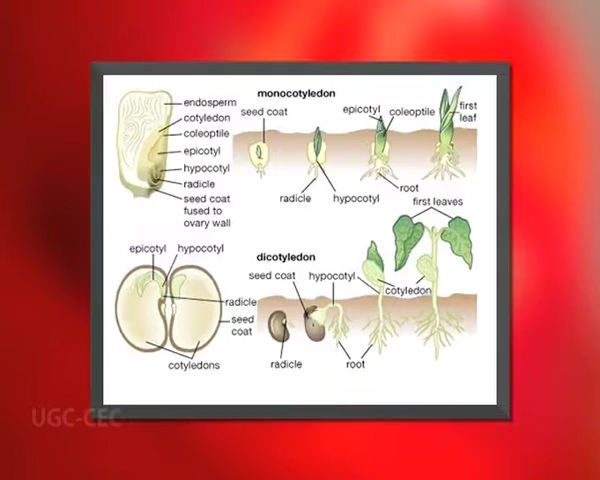 monocotyledon
endosperm
cotyledon
coleoptile
epicotyl
hypocotyl
radicle
seed coat
fused to
ovary wall
seed coat
epicotyl
coleoptile
first
leaf
radicle
hypocotyl
root
first leaves
epicotyl
hypocotyl
radicle
seed
coat
cotyledons
dicotyledon
seed coat
hypocotyl
cotyledon
radicle
root
UGC-CEC